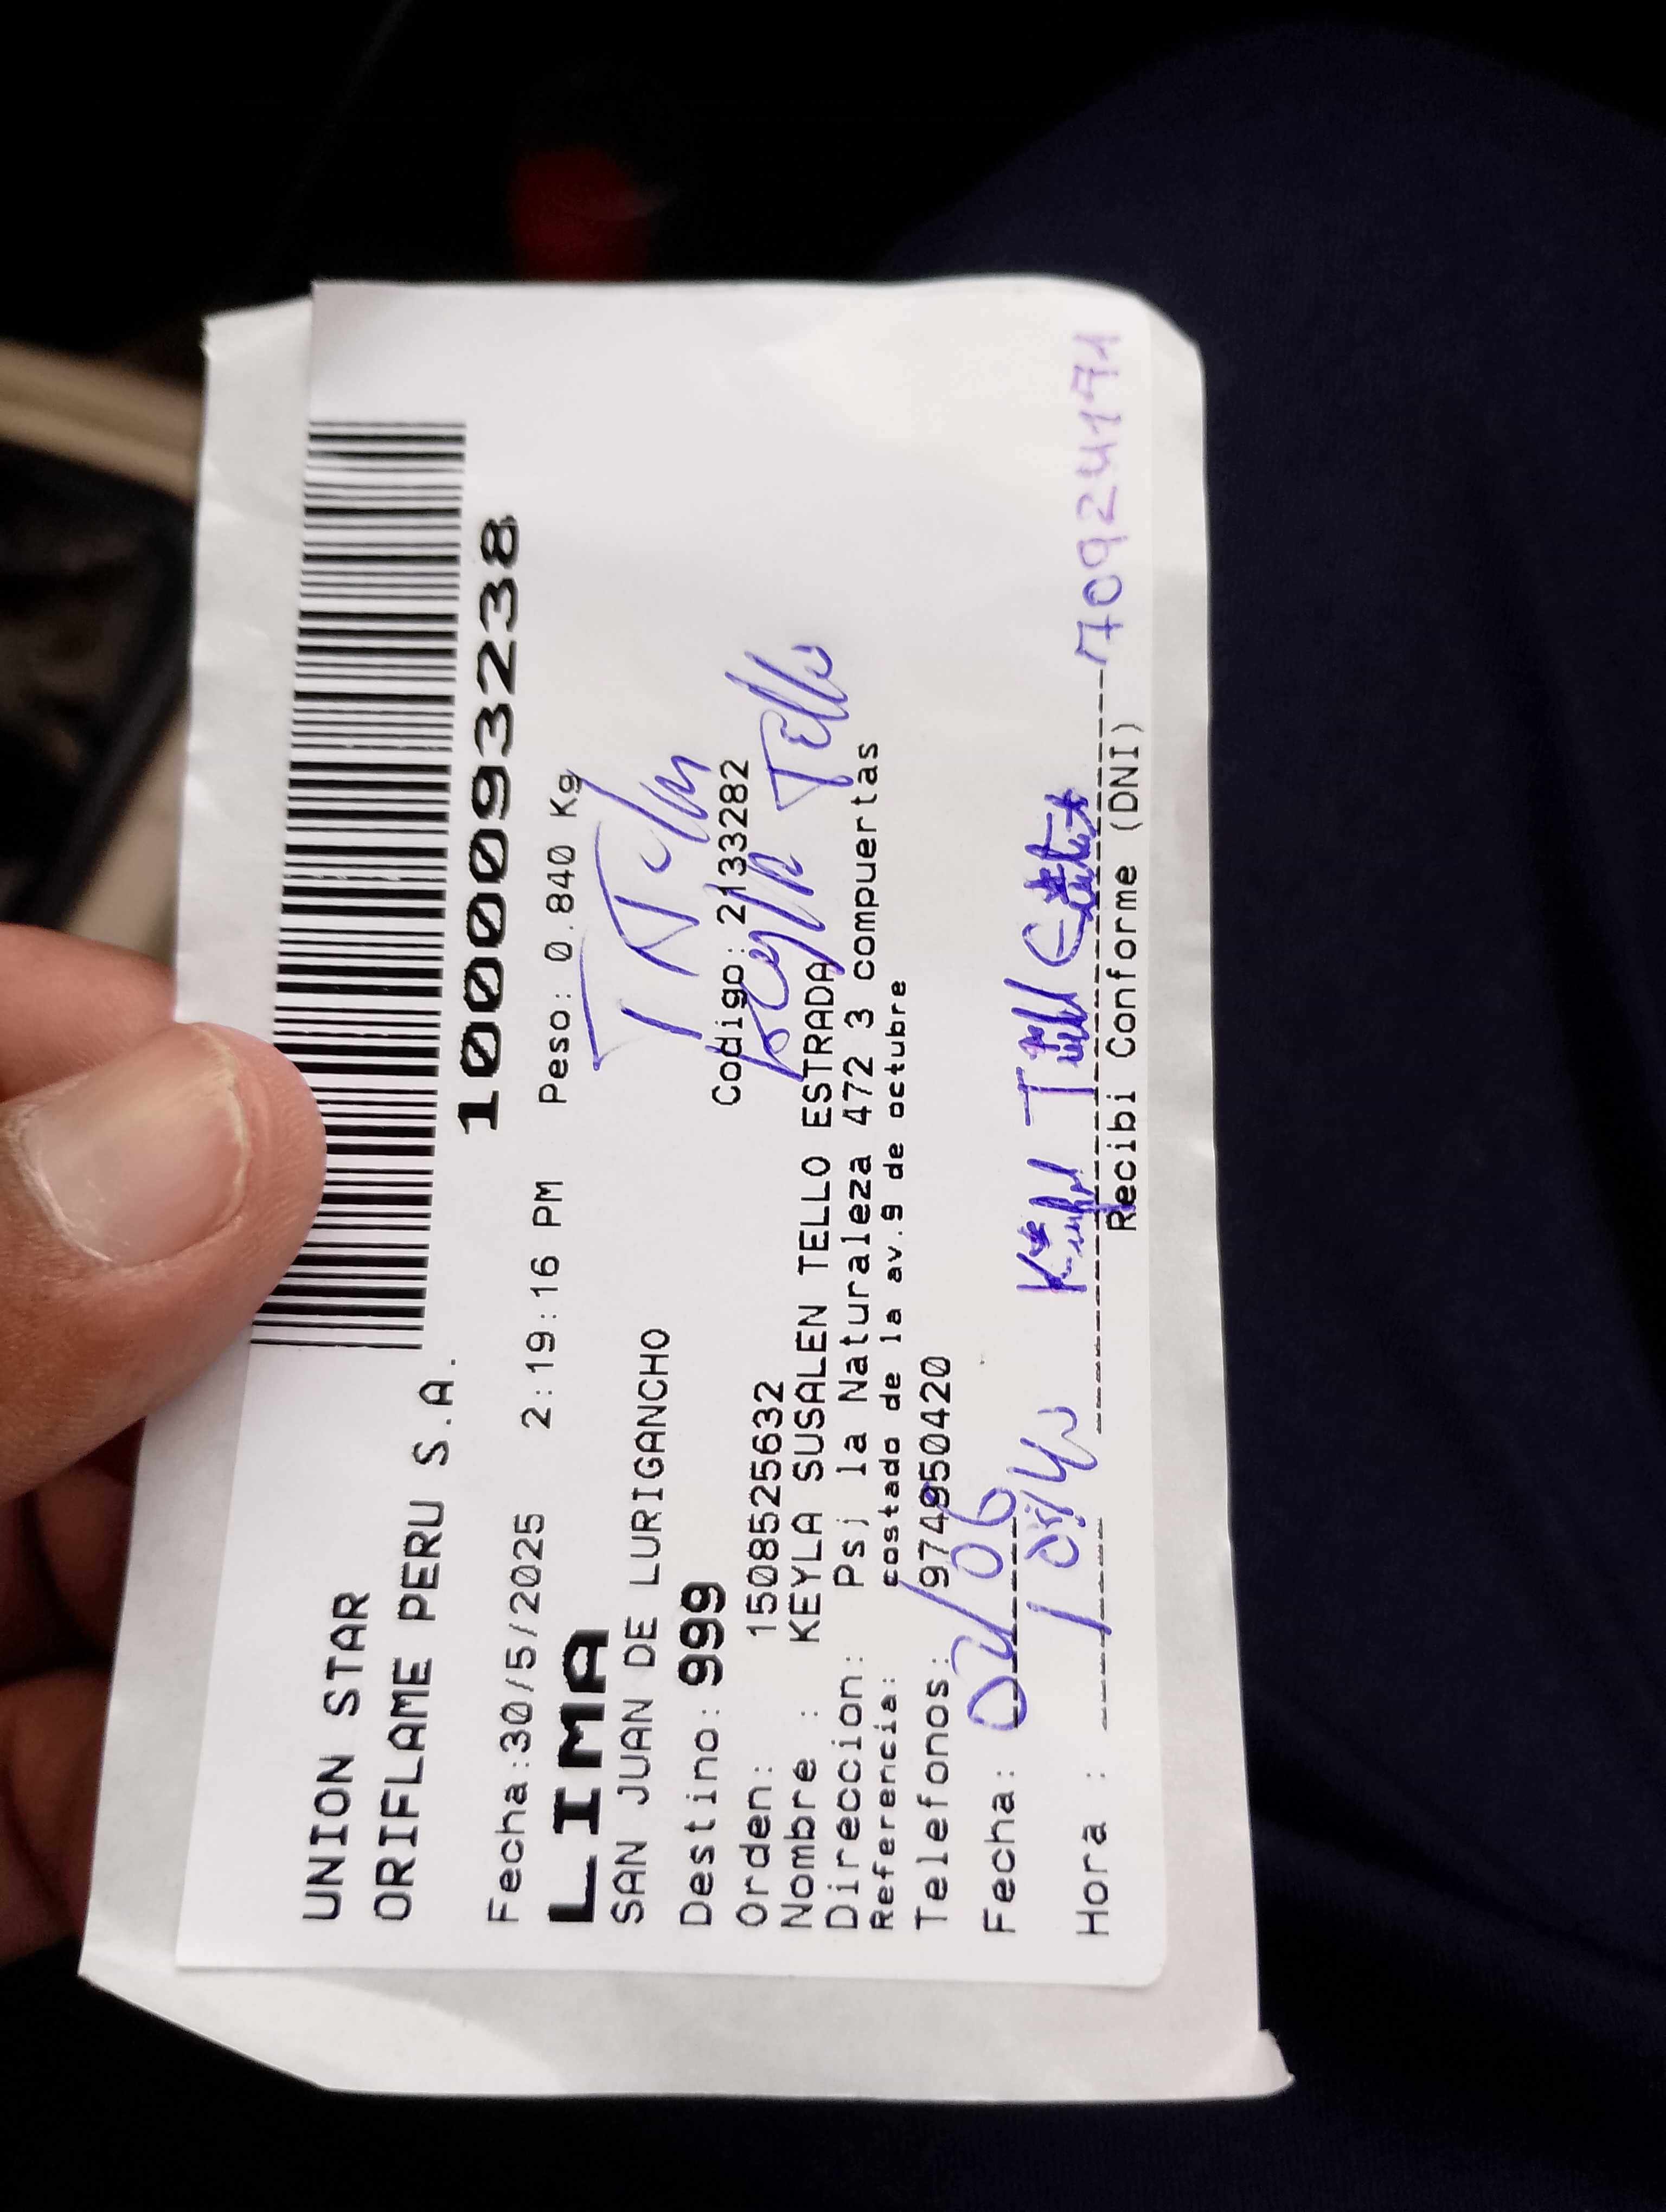 UNION STAR
ORIFLAME PERU S.A.
1000093238
Fecha:30/5/2025 2:19:16 PM Peso: 0.840 Kg
LIMA
SAN JUAN DE LURIGANCHO
Destino: 999
Codigo: 2133282
Orden: 1508525632
Nombre : KEYLA SUSALEN TELLO ESTRADA
Keyla Tello
Direccion: Psj la Naturaleza 472 3 compuertas
Referencia: costado de la av.9 de octubre
Telefonos: 974950420
Fecha: 02/06
Hora : 70924171
Recibi Conforme (DNI)